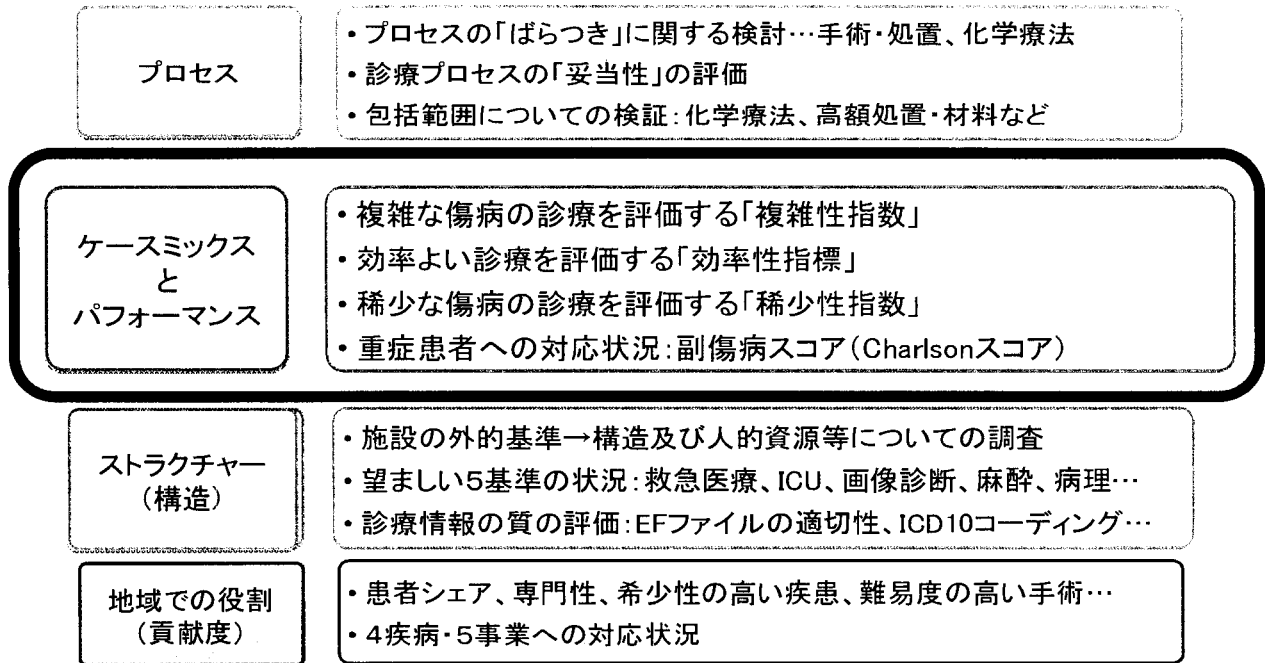 プロセス
・プロセスの「ばらつき」に関する検討…手術・処置、化学療法
・診療プロセスの「妥当性」の評価
・包括範囲についての検証：化学療法、高額処置・材料など
ケースミックス
と
パフォーマンス
・複雑な傷病の診療を評価する「複雑性指数」
・効率よい診療を評価する「効率性指標」
・稀少な傷病の診療を評価する「稀少性指数」
・重症患者への対応状況：副傷病スコア（Charlsonスコア）
ストラクチャー
（構造）
・施設の外的基準→構造及び人的資源等についての調査
・望ましい5基準の状況：救急医療、ICU、画像診断、麻酔、病理…
・診療情報の質の評価：EFファイルの適切性、ICD10コーディング…
地域での役割
（貢献度）
・患者シェア、専門性、希少性の高い疾患、難易度の高い手術…
・4疾病・5事業への対応状況